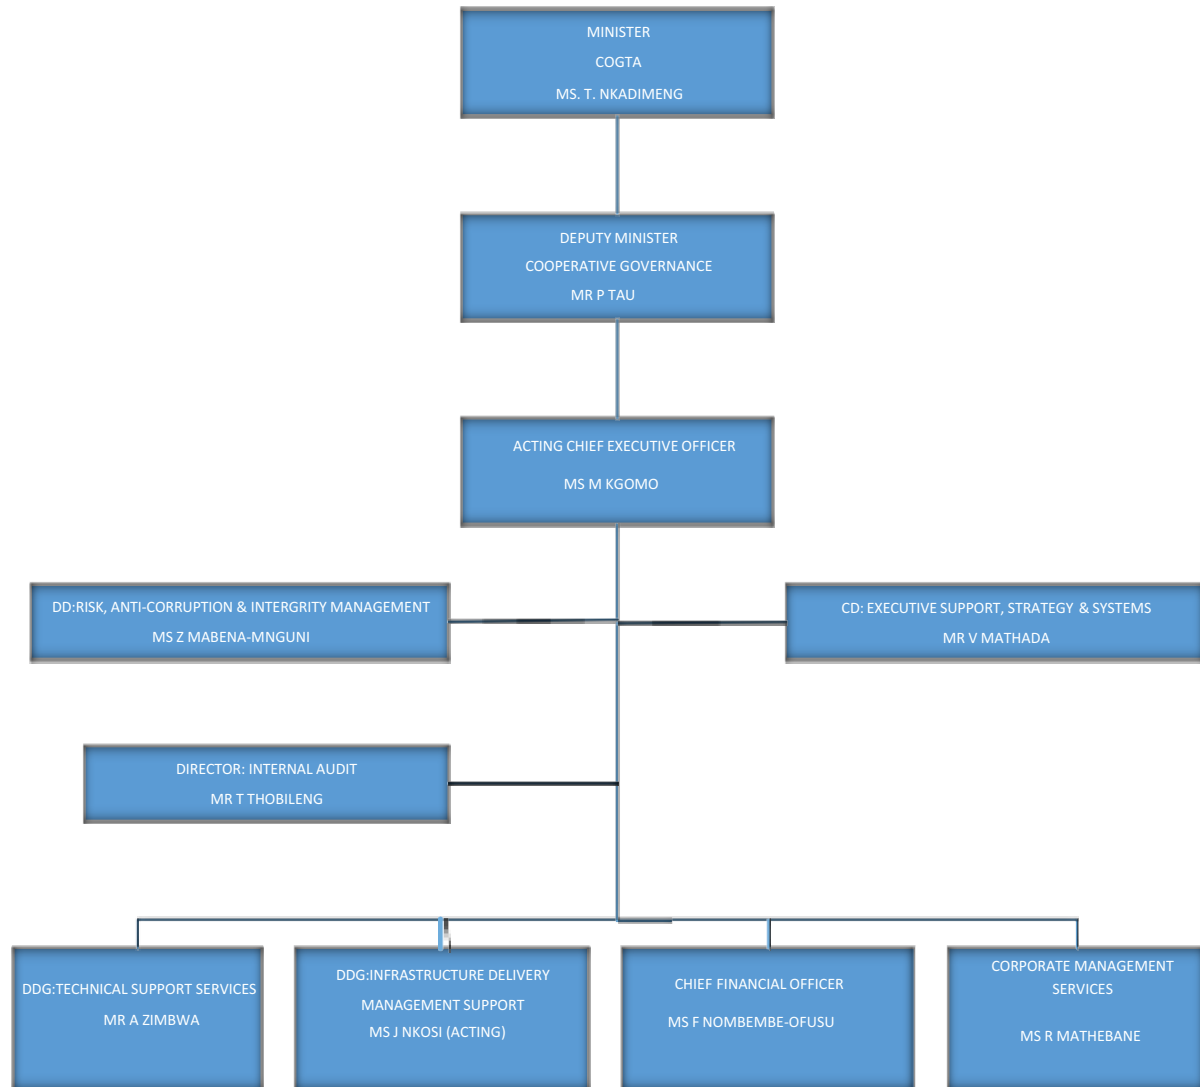 MINISTER
COGTA
MS. T. NKADIMENG
DEPUTY MINISTER
COOPERATIVE GOVERNANCE
MR P TAU
ACTING CHIEF EXECUTIVE OFFICER
MS M KGOMO
DD:RISK, ANTI-CORRUPTION & INTERGRITY MANAGEMENT
MS Z MABENA-MNGUNI
CD: EXECUTIVE SUPPORT, STRATEGY & SYSTEMS
MR V MATHADA
DIRECTOR: INTERNAL AUDIT
MR T THOBILENG
DDG:TECHNICAL SUPPORT SERVICES
MR A ZIMBWA
DDG:INFRASTRUCTURE DELIVERY
MANAGEMENT SUPPORT
MS J NKOSI (ACTING)
CHIEF FINANCIAL OFFICER
MS F NOMBEMBE-OFUSU
CORPORATE MANAGEMENT
SERVICES
MS R MATHEBANE